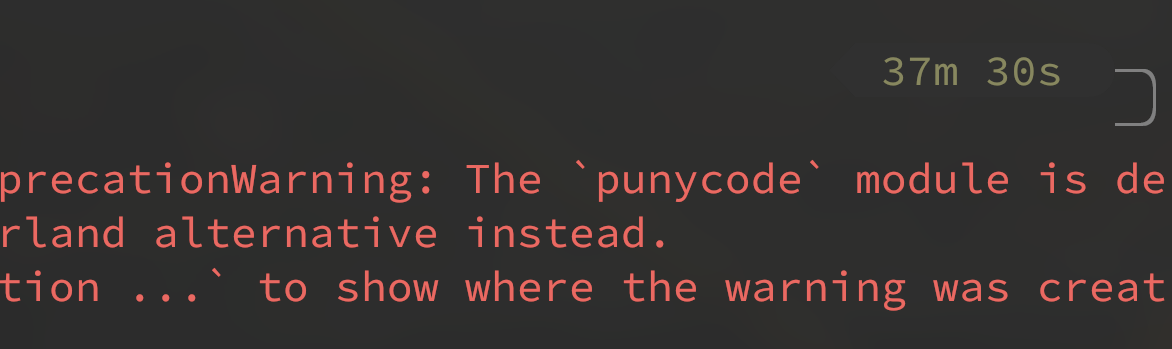 37m 30s
precationWarning: The `punycode` module is de
rland alternative instead.
tion ...` to show where the warning was creat